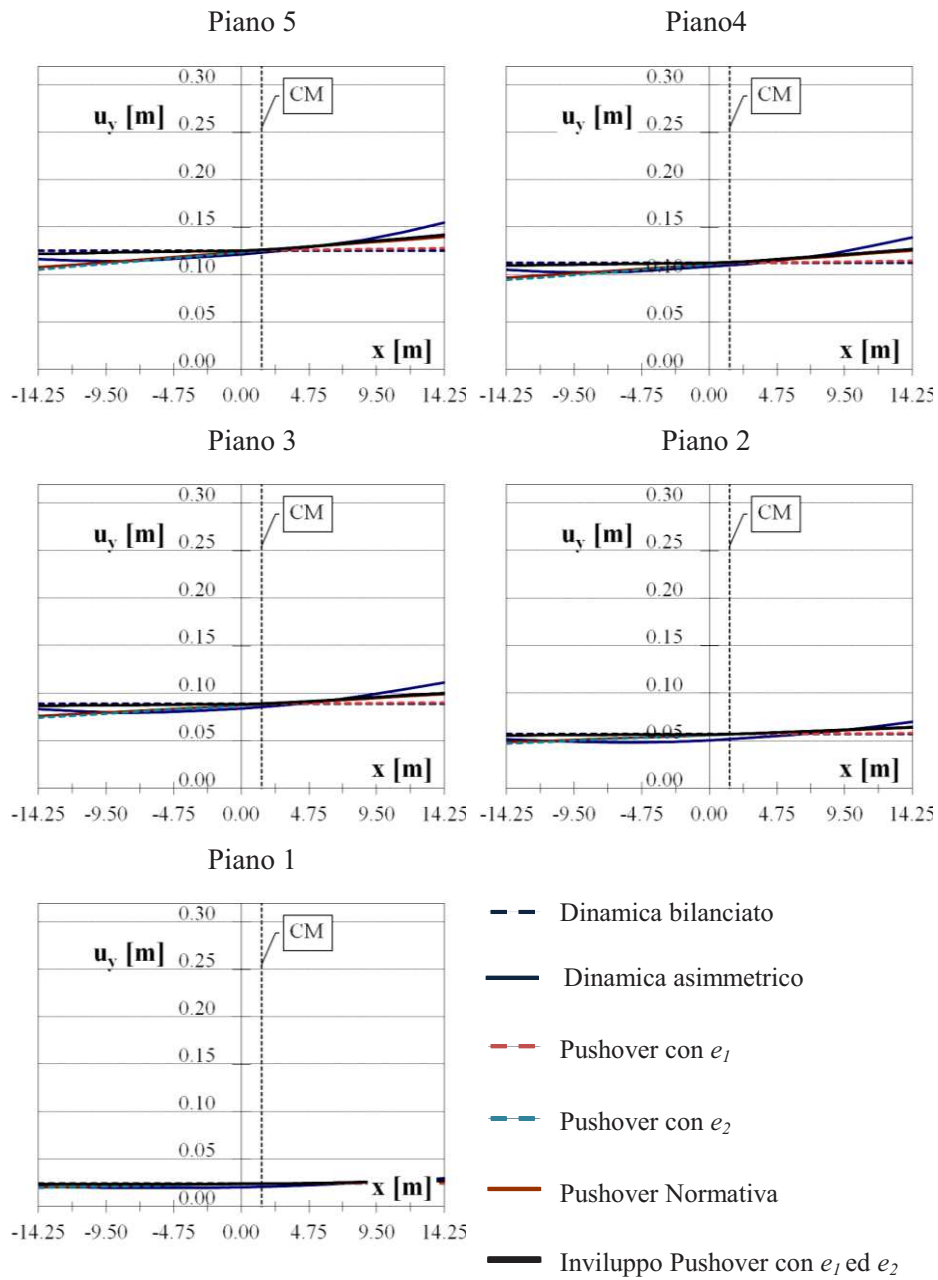 Piano 5
0.30
u_y [m]
CM
0.25
0.20
0.15
0.10
0.05
0.00
x [m]
-14.25 -9.50 -4.75 0.00 4.75 9.50 14.25
Piano4
0.30
u_y [m]
CM
0.25
0.20
0.15
0.10
0.05
0.00
x [m]
-14.25 -9.50 -4.75 0.00 4.75 9.50 14.25
Piano 3
0.30
u_y [m]
CM
0.25
0.20
0.15
0.10
0.05
0.00
x [m]
-14.25 -9.50 -4.75 0.00 4.75 9.50 14.25
Piano 2
0.30
u_y [m]
CM
0.25
0.20
0.15
0.10
0.05
0.00
x [m]
-14.25 -9.50 -4.75 0.00 4.75 9.50 14.25
Piano 1
0.30
u_y [m]
CM
0.25
0.20
0.15
0.10
0.05
0.00
x [m]
-14.25 -9.50 -4.75 0.00 4.75 9.50 14.25
Dinamica bilanciato
Dinamica asimmetrico
Pushover con e1
Pushover con e2
Pushover Normativa
Inviluppo Pushover con e1 ed e2